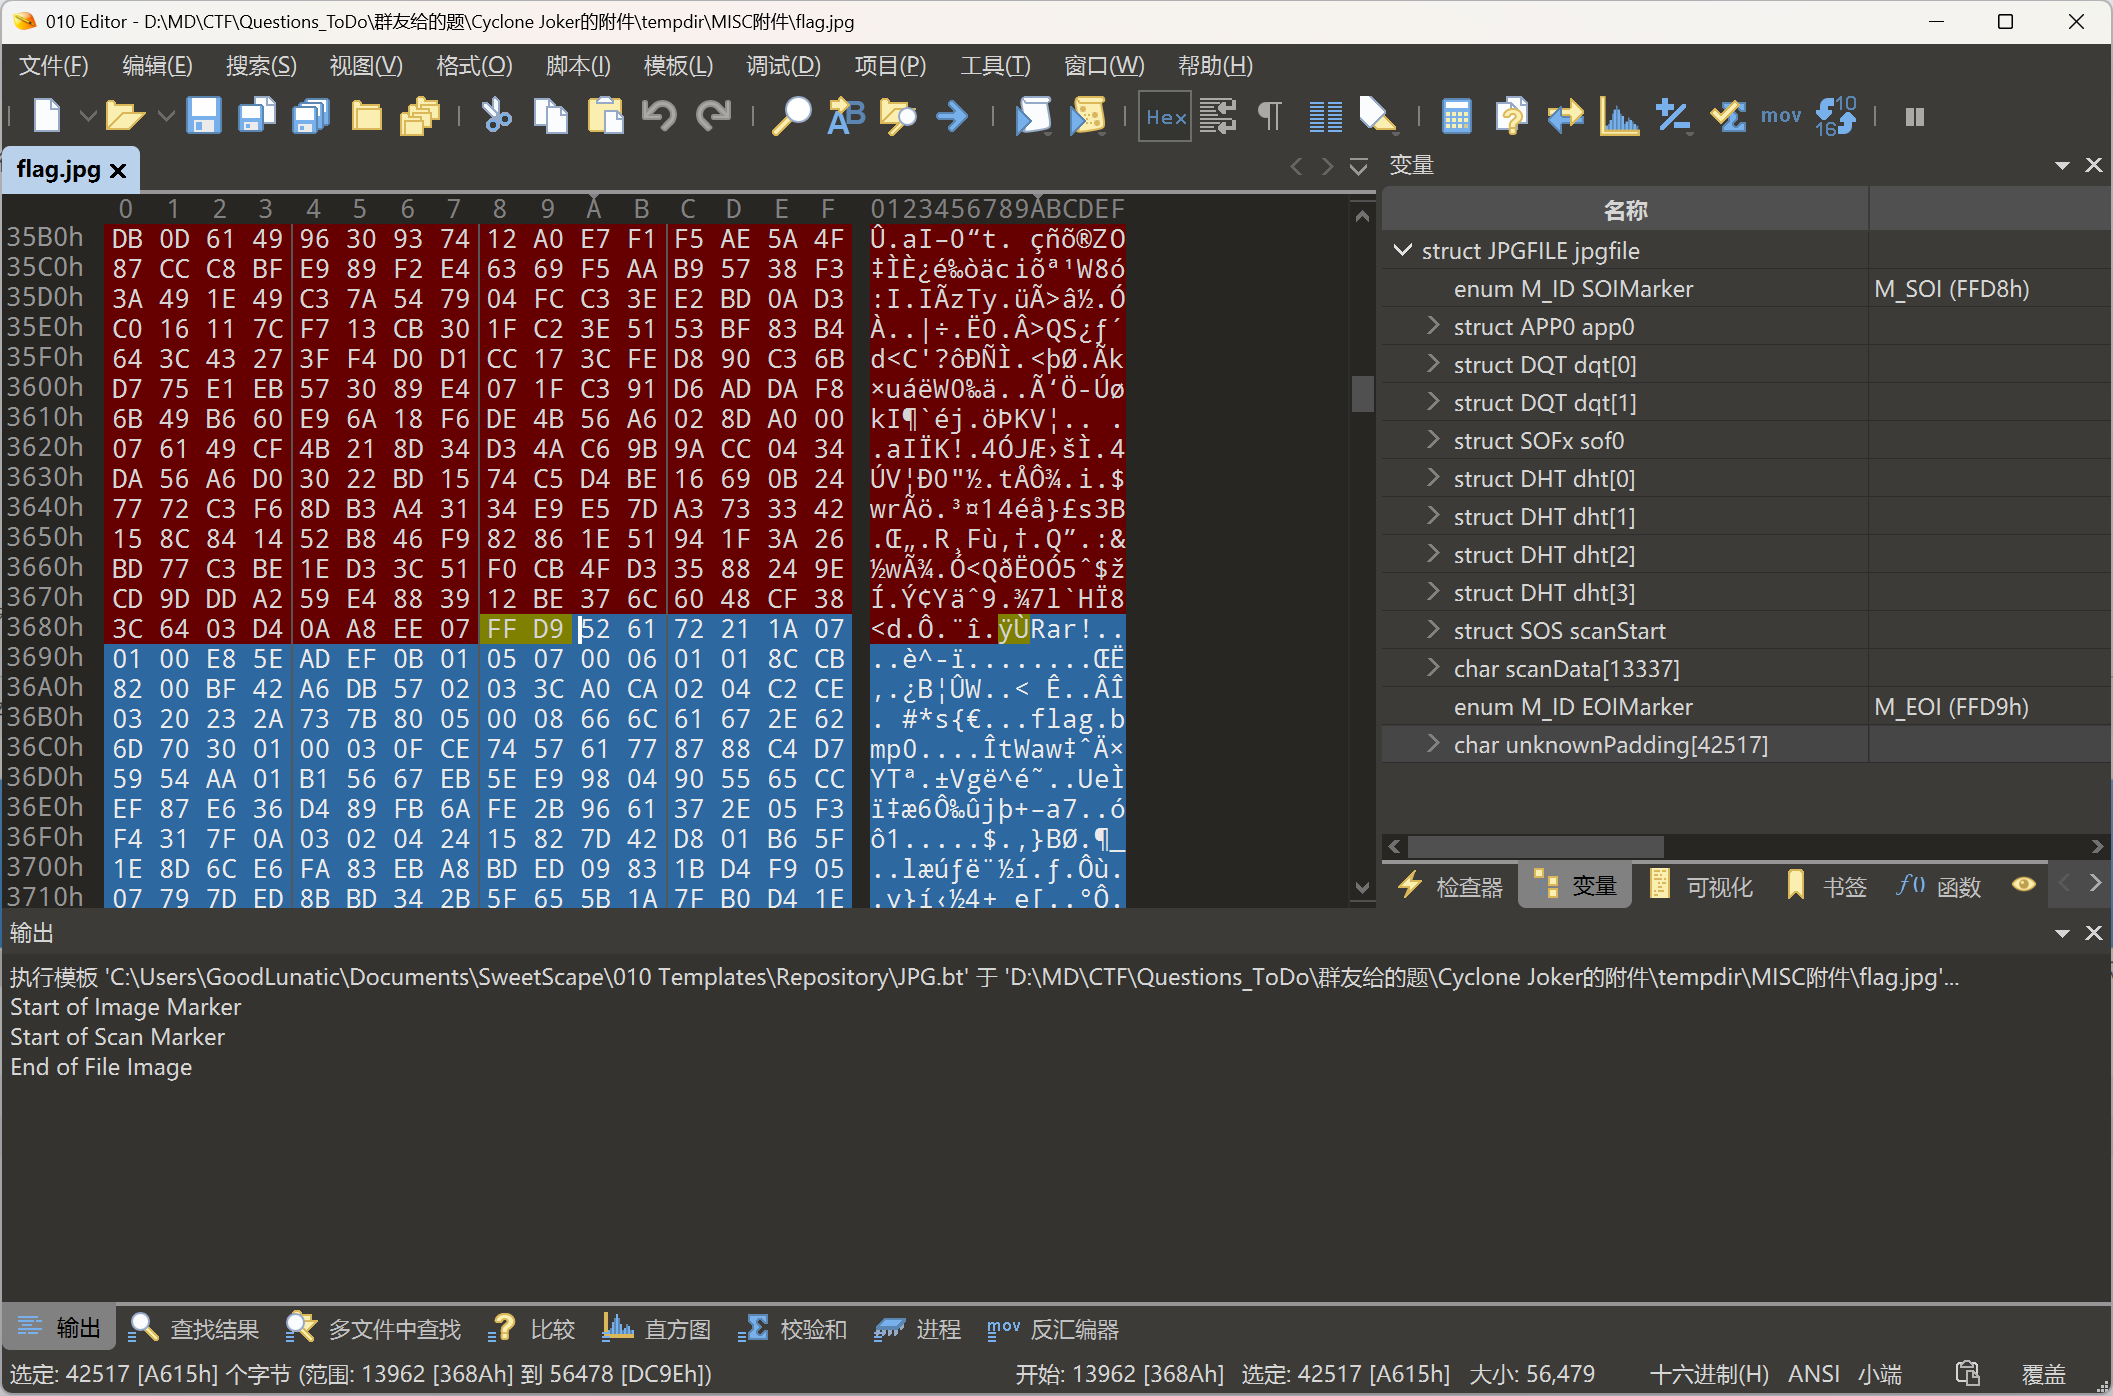 010 Editor - D:\MD\CTF\Questions_ToDo\群友给的题\Cyclone Joker的附件\tempdir\MISC附件\flag.jpg
文件(F) 编辑(E) 搜索(S) 视图(V) 格式(O) 脚本(I) 模板(L) 调试(D) 项目(P) 工具(T) 窗口(W) 帮助(H)
Hex mov 10 16
flag.jpg
0 1 2 3 4 5 6 7 8 9 A B C D E F 0123456789ABCDEF
35B0h DB 0D 61 49 96 30 93 74 12 A0 E7 F1 F5 AE 5A 4F Û.aI–0“t. çñõ®ZO
35C0h 87 CC C8 BF E9 89 F2 E4 63 69 F5 AA B9 57 38 F3 ‡ÌÈ¿é‰òäciõª¹W8ó
35D0h 3A 49 1E 49 C3 7A 54 79 04 FC C3 3E E2 BD 0A D3 :I.IÃzTy.üÃ>â½.Ó
35E0h C0 16 11 7C F7 13 CB 30 1F C2 3E 51 53 BF 83 B4 À..|÷.Ë0.Â>QS¿ƒ´
35F0h 64 3C 43 27 3F F4 D0 D1 CC 17 3C FE D8 90 C3 6B d<C'?ôÐÑÌ.<þØ.Ãk
3600h D7 75 E1 EB 57 30 89 E4 07 1F C3 91 D6 AD DA F8 ×uáëW0‰ä..Ã‘Ö-Úø
3610h 6B 49 B6 60 E9 6A 18 F6 DE 4B 56 A6 02 8D A0 00 kI¶`éj.öÞKV¦.. .
3620h 07 61 49 CF 4B 21 8D 34 D3 4A C6 9B 9A CC 04 34 .aIÏK!.4ÓJÆ›šÌ.4
3630h DA 56 A6 D0 30 22 BD 15 74 C5 D4 BE 16 69 0B 24 ÚV¦Ð0"½.tÅÔ¾.i.$
3640h 77 72 C3 F6 8D B3 A4 31 34 E9 E5 7D A3 73 33 42 wrÃö.³¤14éå}£s3B
3650h 15 8C 84 14 52 B8 46 F9 82 86 1E 51 94 1F 3A 26 .Œ„.R¸Fù‚†.Q”.:&
3660h BD 77 C3 BE 1E D3 3C 51 F0 CB 4F D3 35 88 24 9E ½wÃ¾.Ó<QðËOÓ5ˆ$ž
3670h CD 9D DD A2 59 E4 88 39 12 BE 37 6C 60 48 CF 38 Í.Ý¢Yäˆ9.¾7l`HÏ8
3680h 3C 64 03 D4 0A A8 EE 07 FF D9 52 61 72 21 1A 07 <d.Ô.¨î.ÿÙRar!..
3690h 01 00 E8 5E AD EF 0B 01 05 07 00 06 01 01 8C CB ..è^-ï........ŒË
36A0h 82 00 BF 42 A6 DB 57 02 03 3C A0 CA 02 04 C2 CE ‚.¿B¦ÛW..< Ê..ÂÎ
36B0h 03 20 23 2A 73 7B 80 05 00 08 66 6C 61 67 2E 62 . #*s{€...flag.b
36C0h 6D 70 30 01 00 03 0F CE 74 57 61 77 87 88 C4 D7 mp0....ÎtWaw‡ˆÄ×
36D0h 59 54 AA 01 B1 56 67 EB 5E E9 98 04 90 55 65 CC YTª.±Vgë^é˜..UeÌ
36E0h EF 87 E6 36 D4 89 FB 6A FE 2B 96 61 37 2E 05 F3 ï‡æ6Ô‰ûjþ+–a7..ó
36F0h F4 31 7F 0A 03 02 04 24 15 82 7D 42 D8 01 B6 5F ô1.....$.‚}BØ.¶_
3700h 1E 8D 6C E6 FA 83 EB A8 BD ED 09 83 1B D4 F9 05 ..læúƒë¨½í.ƒ.Ôù.
3710h 07 79 7D ED 8B BD 34 2B 5F 65 5B 1A 7F B0 D4 1E .y}í‹½4+_e[..°Ô.
变量
名称
struct JPGFILE jpgfile
enum M_ID SOIMarker M_SOI (FFD8h)
struct APP0 app0
struct DQT dqt[0]
struct DQT dqt[1]
struct SOFx sof0
struct DHT dht[0]
struct DHT dht[1]
struct DHT dht[2]
struct DHT dht[3]
struct SOS scanStart
char scanData[13337]
enum M_ID EOIMarker M_EOI (FFD9h)
char unknownPadding[42517]
检查器 变量 可视化 书签 f() 函数
输出
执行模板 'C:\Users\GoodLunatic\Documents\SweetScape\010 Templates\Repository\JPG.bt' 于 'D:\MD\CTF\Questions_ToDo\群友给的题\Cyclone Joker的附件\tempdir\MISC附件\flag.jpg'...
Start of Image Marker
Start of Scan Marker
End of File Image
输出 查找结果 多文件中查找 比较 直方图 校验和 进程 mov 反汇编器
选定: 42517 [A615h] 个字节 (范围: 13962 [368Ah] 到 56478 [DC9Eh]) 开始: 13962 [368Ah] 选定: 42517 [A615h] 大小: 56,479 十六进制(H) ANSI 小端 覆盖